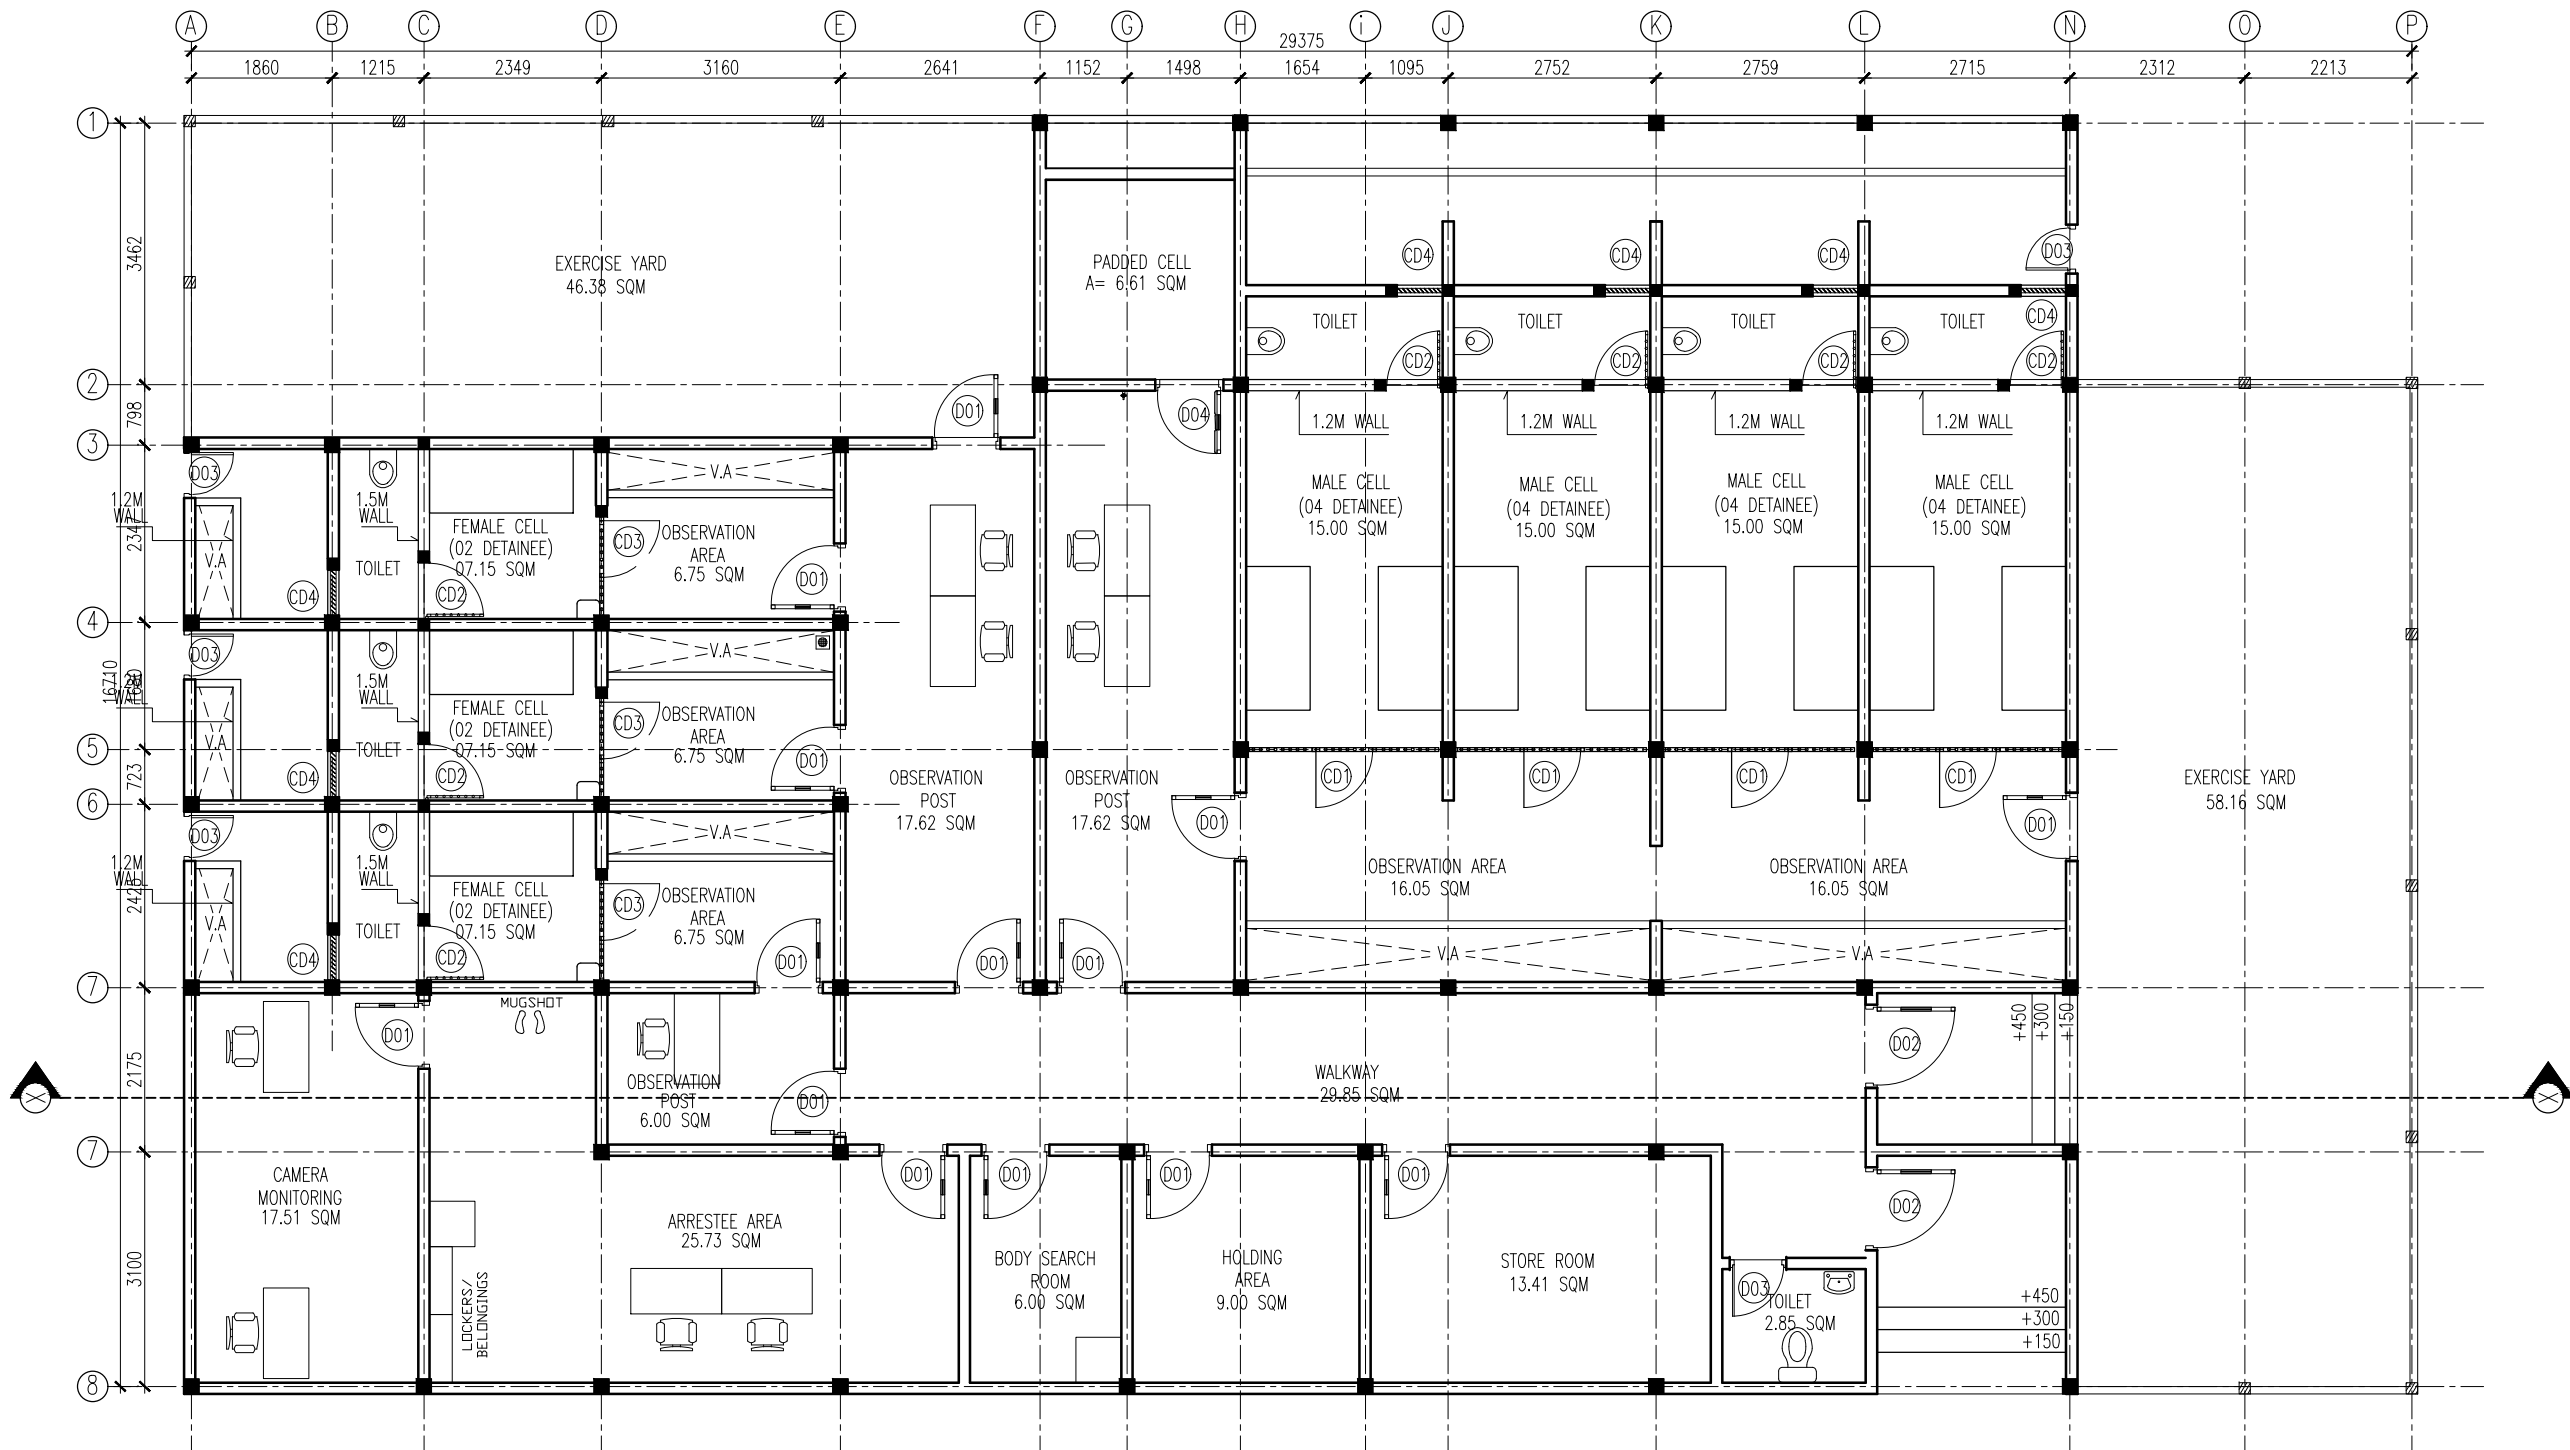 A B C D E F G H i J K L N O P
29375
1860 1215 2349 3160 2641 1152 1498 1654 1095 2752 2759 2715 2312 2213
1
3462
EXERCISE YARD
46.38 SQM
PADDED CELL
A= 6.61 SQM
CD4 CD4 CD4 D03
TOILET TOILET TOILET TOILET CD4
CD2 CD2 CD2 CD2
2
798
D01 D04
1.2M WALL 1.2M WALL 1.2M WALL 1.2M WALL
3
D03 V.A
MALE CELL
(04 DETAINEE)
15.00 SQM
MALE CELL
(04 DETAINEE)
15.00 SQM
MALE CELL
(04 DETAINEE)
15.00 SQM
MALE CELL
(04 DETAINEE)
15.00 SQM
1.2M
WALL
1.5M
WALL
2347
V.A
FEMALE CELL
(02 DETAINEE)
07.15 SQM
CD3
OBSERVATION
AREA
6.75 SQM
TOILET
D01
CD4 CD2
4
D03 V.A
16710
WALL
1.5M
WALL
V.A
FEMALE CELL
(02 DETAINEE)
07.15 SQM
CD3
OBSERVATION
AREA
6.75 SQM
TOILET
D01
CD4 CD2
5
723
OBSERVATION
POST
17.62 SQM
OBSERVATION
POST
17.62 SQM
CD1 CD1 CD1 CD1
EXERCISE YARD
58.16 SQM
6
D03 V.A
D01 D01
1.2M
WALL
1.5M
WALL
V.A
FEMALE CELL
(02 DETAINEE)
07.15 SQM
CD3
OBSERVATION
AREA
6.75 SQM
OBSERVATION AREA
16.05 SQM
OBSERVATION AREA
16.05 SQM
TOILET
CD4 CD2
D01 D01 D01
V.A V.A
7
MUGSHOT
D01
+450
+300
+150
D02
2175
OBSERVATION
POST
6.00 SQM
D01
WALKWAY
29.85 SQM
X X
7
D01 D01 D01 D01
CAMERA
MONITORING
17.51 SQM
D02
ARRESTEE AREA
25.73 SQM
3100
LOCKERS/
BELONGINGS
BODY SEARCH
ROOM
6.00 SQM
HOLDING
AREA
9.00 SQM
STORE ROOM
13.41 SQM
D03
TOILET
2.85 SQM
+450
+300
+150
8